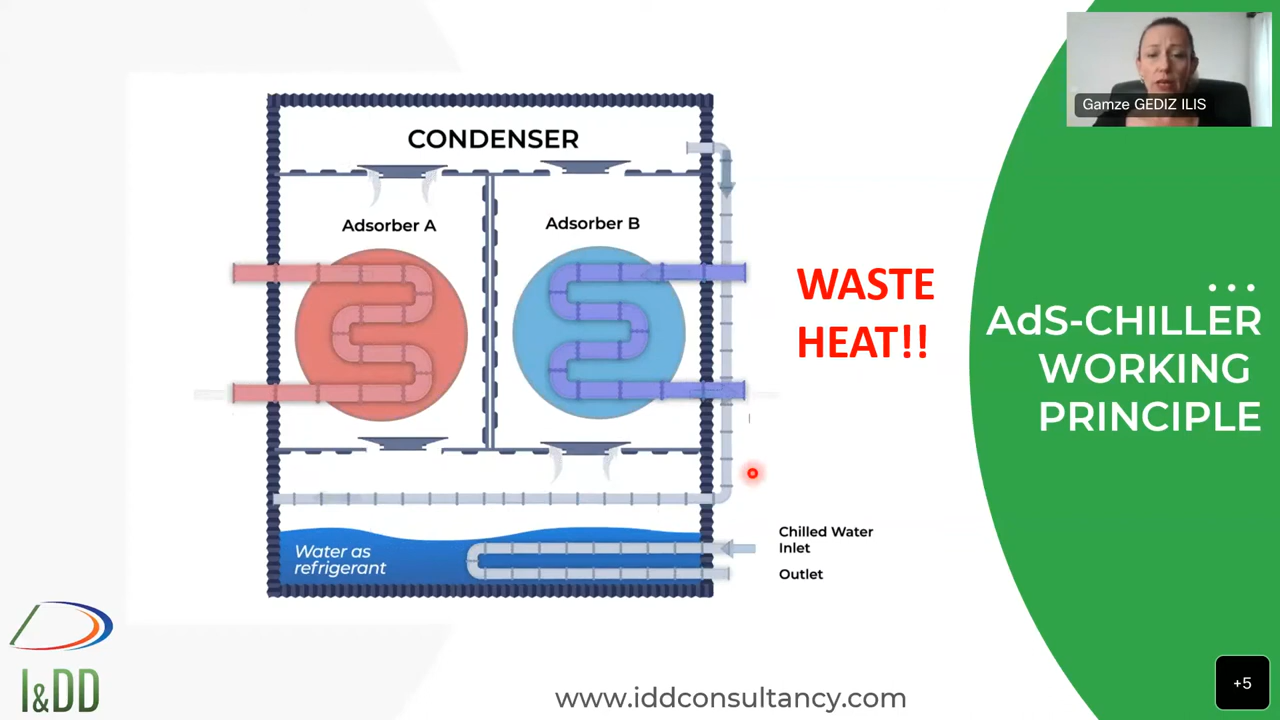 Gamze GEDIZ ILIS
CONDENSER
Adsorber A
Adsorber B
WASTE
HEAT!!
AdS-CHILLER
WORKING
PRINCIPLE
Water as
refrigerant
Chilled Water
Inlet
Outlet
I&DD
www.iddconsultancy.com
+5